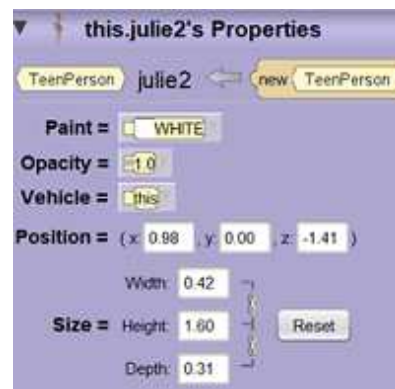 this.julie2's Properties
TeenPerson julie2 new TeenPerson
Paint = WHITE
Opacity = 1.0
Vehicle = this
Position = (x: 0.98 , y: 0.00 , z: -1.41 )
Width: 0.42
Size = Height: 1.60 Reset
Depth: 0.31